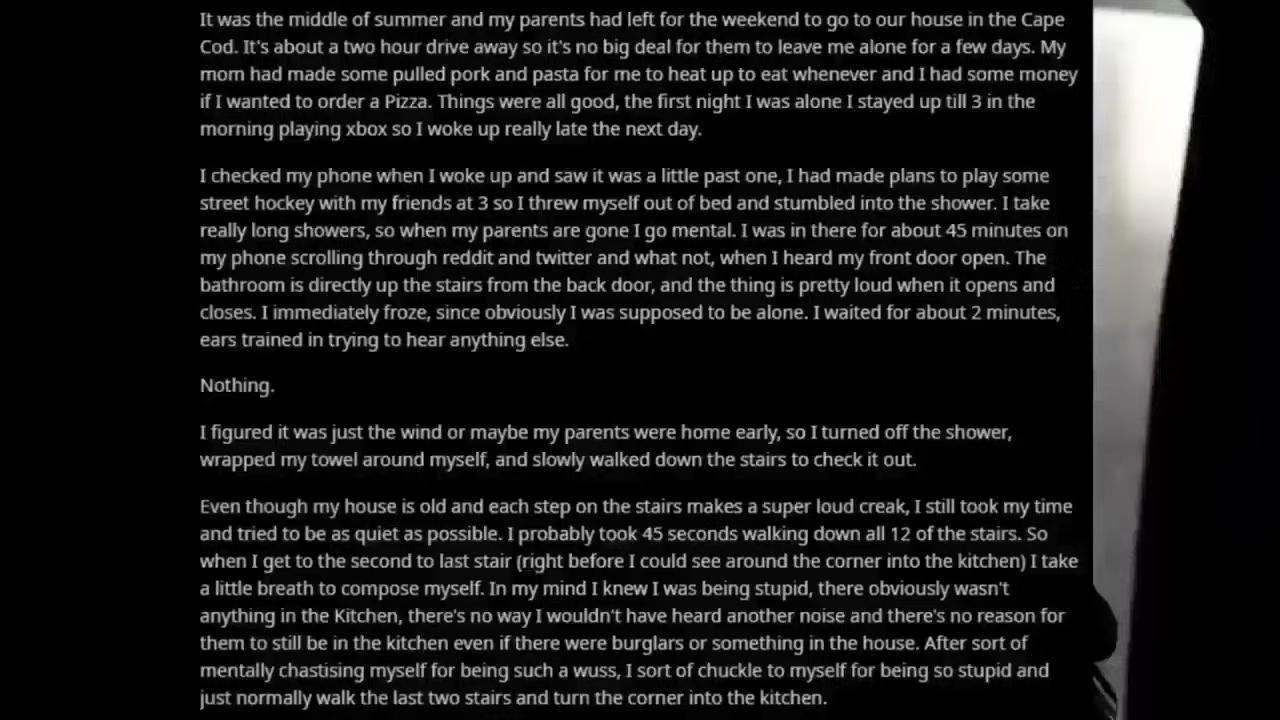 It was the middle of summer and my parents had left for the weekend to go to our house in the Cape
Cod. It's about a two hour drive away so it's no big deal for them to leave me alone for a few days. My
mom had made some pulled pork and pasta for me to heat up to eat whenever and I had some money
if I wanted to order a Pizza. Things were all good, the first night I was alone I stayed up till 3 in the
morning playing xbox so I woke up really late the next day.
I checked my phone when I woke up and saw it was a little past one, I had made plans to play some
street hockey with my friends at 3 so I threw myself out of bed and stumbled into the shower. I take
really long showers, so when my parents are gone I go mental. I was in there for about 45 minutes on
my phone scrolling through reddit and twitter and what not, when I heard my front door open. The
bathroom is directly up the stairs from the back door, and the thing is pretty loud when it opens and
closes. I immediately froze, since obviously I was supposed to be alone. I waited for about 2 minutes,
ears trained in trying to hear anything else.
Nothing.
I figured it was just the wind or maybe my parents were home early, so I turned off the shower,
wrapped my towel around myself, and slowly walked down the stairs to check it out.
Even though my house is old and each step on the stairs makes a super loud creak, I still took my time
and tried to be as quiet as possible. I probably took 45 seconds walking down all 12 of the stairs. So
when I get to the second to last stair (right before I could see around the corner into the kitchen) I take
a little breath to compose myself. In my mind I knew I was being stupid, there obviously wasn't
anything in the Kitchen, there's no way I wouldn't have heard another noise and there's no reason for
them to still be in the kitchen even if there were burglars or something in the house. After sort of
mentally chastising myself for being such a wuss, I sort of chuckle to myself for being so stupid and
just normally walk the last two stairs and turn the corner into the kitchen.